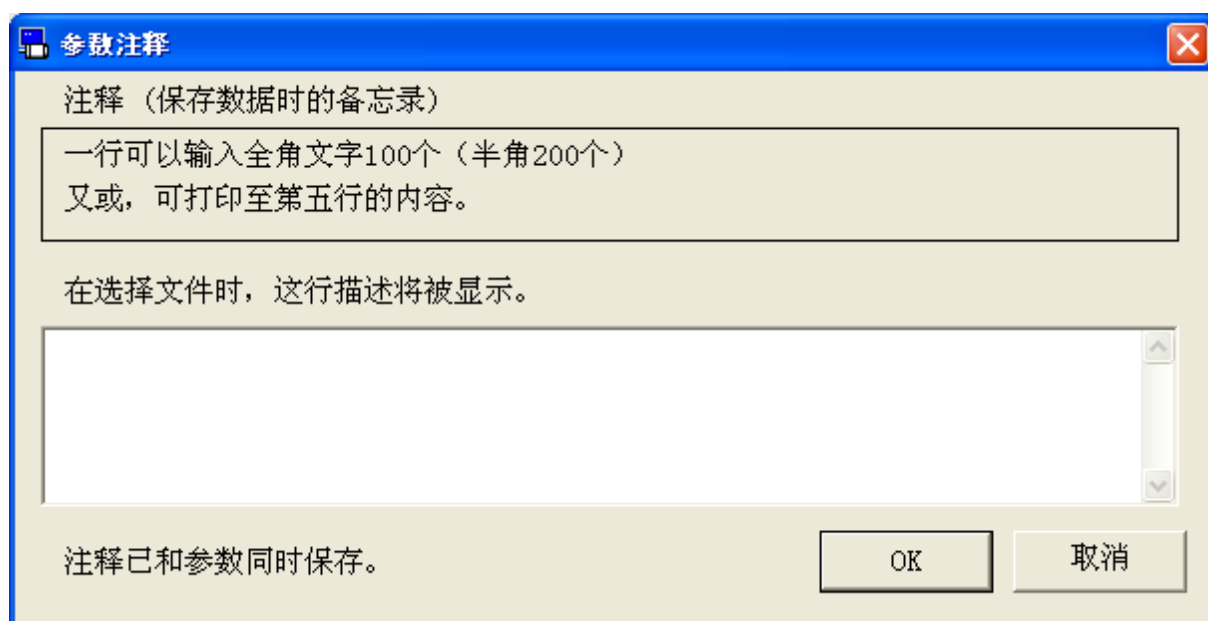 参数注释
注释（保存数据时的备忘录）
一行可以输入全角文字100个（半角200个）
又或，可打印至第五行的内容。
在选择文件时，这行描述将被显示。
注释已和参数同时保存。
OK
取消